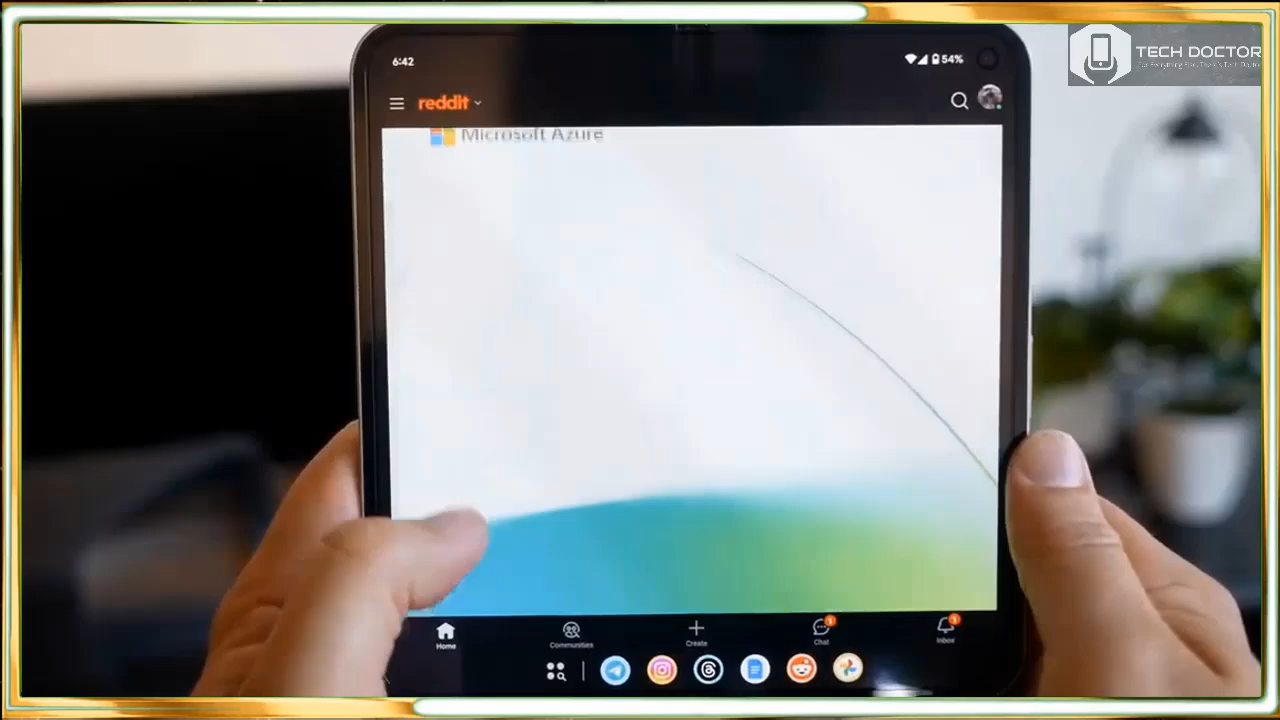 TECH DOCTOR
6:42
54%
reddit
Microsoft Azure
Home
Communities
Create
Chat
Inbox